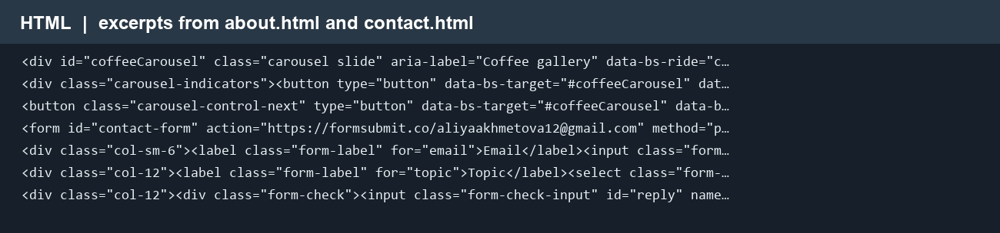 HTML | excerpts from about.html and contact.html
<div id="coffeeCarousel" class="carousel slide" aria-label="Coffee gallery" data-bs-ride="c…
<div class="carousel-indicators"><button type="button" data-bs-target="#coffeeCarousel" dat…
<button class="carousel-control-next" type="button" data-bs-target="#coffeeCarousel" data-b…
<form id="contact-form" action="https://formsubmit.co/aliyaakhmetova12@gmail.com" method="p…
<div class="col-sm-6"><label class="form-label" for="email">Email</label><input class="form…
<div class="col-12"><label class="form-label" for="topic">Topic</label><select class="form-…
<div class="col-12"><div class="form-check"><input class="form-check-input" id="reply" name…